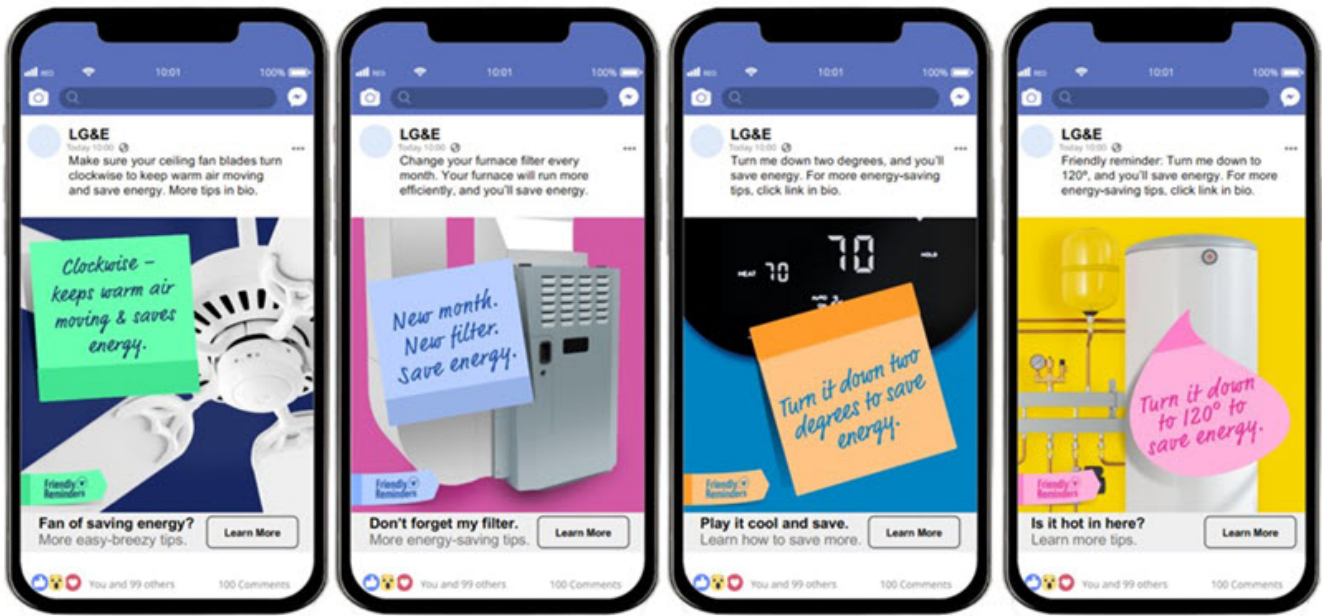 RED 10:01 100%
LG&E
Today 10:00
Make sure your ceiling fan blades turn
clockwise to keep warm air moving
and save energy. More tips in bio.
Clockwise –
keeps warm air
moving & saves
energy.
Friendly
Reminders
Fan of saving energy?
More easy-breezy tips.
Learn More
You and 99 others 100 Comments
RED 10:01 100%
LG&E
Today 10:00
Change your furnace filter every
month. Your furnace will run more
efficiently, and you'll save energy.
New month.
New filter.
Save energy.
Friendly
Reminders
Don't forget my filter.
More energy-saving tips.
Learn More
You and 99 others 100 Comments
RED 10:01 100%
LG&E
Today 10:00
Turn me down two degrees, and you'll
save energy. For more energy-saving
tips, click link in bio.
70
HEAT 70
HOLD
AUTO
Turn it down two
degrees to save
energy.
Friendly
Reminders
Play it cool and save.
Learn how to save more.
Learn More
You and 99 others 100 Comments
RED 10:01 100%
LG&E
Today 10:00
Friendly reminder: Turn me down to
120º, and you'll save energy. For more
energy-saving tips, click link in bio.
Turn it down
to 120º to
save energy.
Friendly
Reminders
Is it hot in here?
Learn more tips.
Learn More
You and 99 others 100 Comments